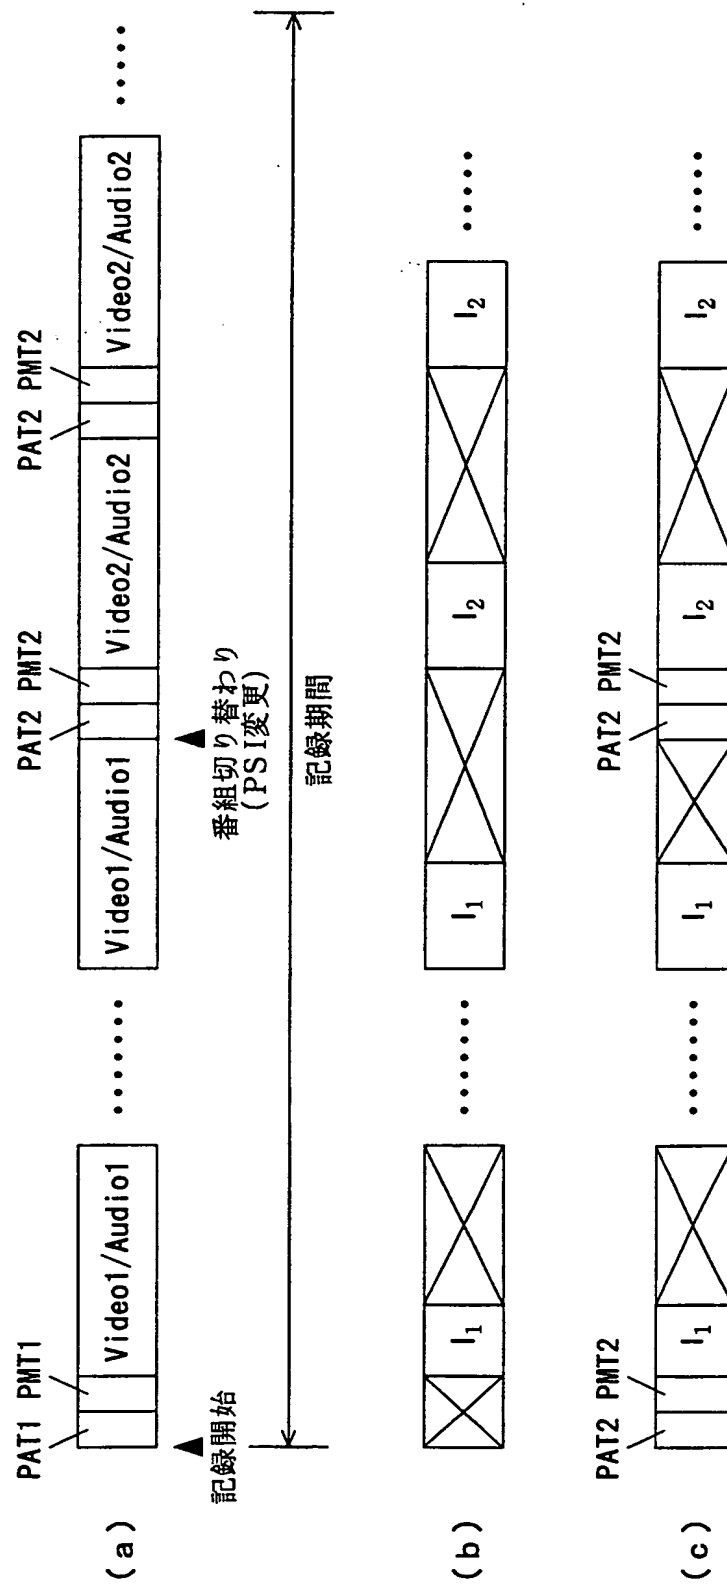 (a)
PAT1 PMT1
PAT2 PMT2
PAT2 PMT2
Video1/Audio1
........
Video1/Audio1
Video2/Audio2
Video2/Audio2
.....
記録開始
番組切り替わり
(PSI変更)
記録期間
(b)
I1
........
I1
I2
I2
.....
(c)
PAT2 PMT2
PAT2 PMT2
I1
........
I1
I2
I2
.....